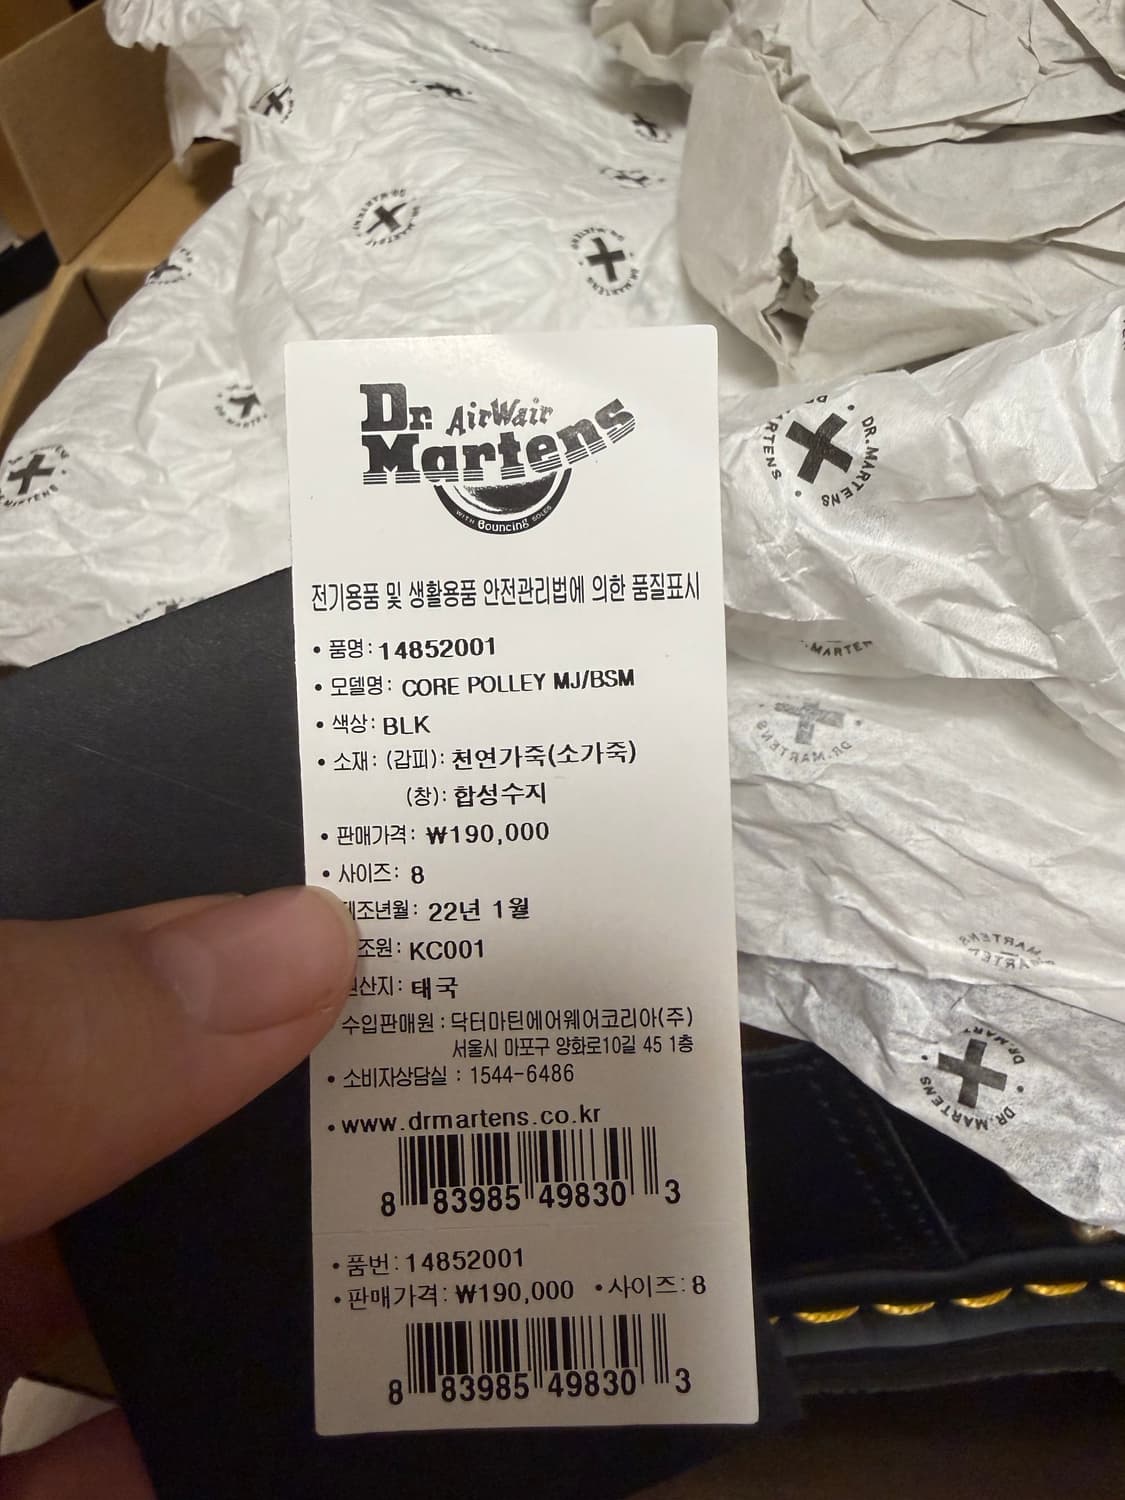 Dr. AirWair
Martens
WITH Bouncing SOLES
전기용품 및 생활용품 안전관리법에 의한 품질표시
• 품명: 14852001
• 모델명: CORE POLLEY MJ/BSM
• 색상: BLK
• 소재: (갑피): 천연가죽(소가죽)
(창): 합성수지
• 판매가격: ₩190,000
• 사이즈: 8
제조년월: 22년 1월
조원: KC001
원산지: 태국
수입판매원 : 닥터마틴에어웨어코리아(주)
서울시 마포구 양화로10길 45 1층
• 소비자상담실 : 1544-6486
• www.drmartens.co.kr
8 83985 49830 3
• 품번: 14852001
• 판매가격: ₩190,000 • 사이즈: 8
8 83985 49830 3
DR.MARTENS
DR.MARTENS
DR.MARTENS
DR.MARTENS